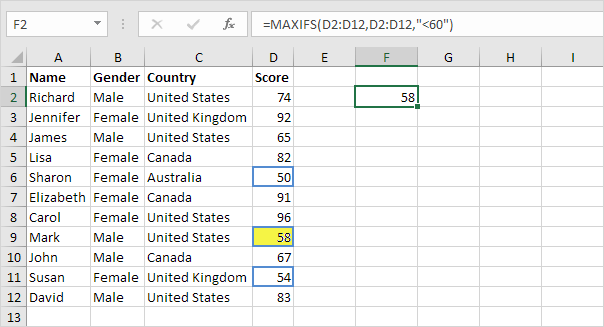 F2 fx =MAXIFS(D2:D12,D2:D12,"<60")
A B C D E F G H I
1 Name Gender Country Score
2 Richard Male United States 74 58
3 Jennifer Female United Kingdom 92
4 James Male United States 65
5 Lisa Female Canada 82
6 Sharon Female Australia 50
7 Elizabeth Female Canada 91
8 Carol Female United States 96
9 Mark Male United States 58
10 John Male Canada 67
11 Susan Female United Kingdom 54
12 David Male United States 83
13